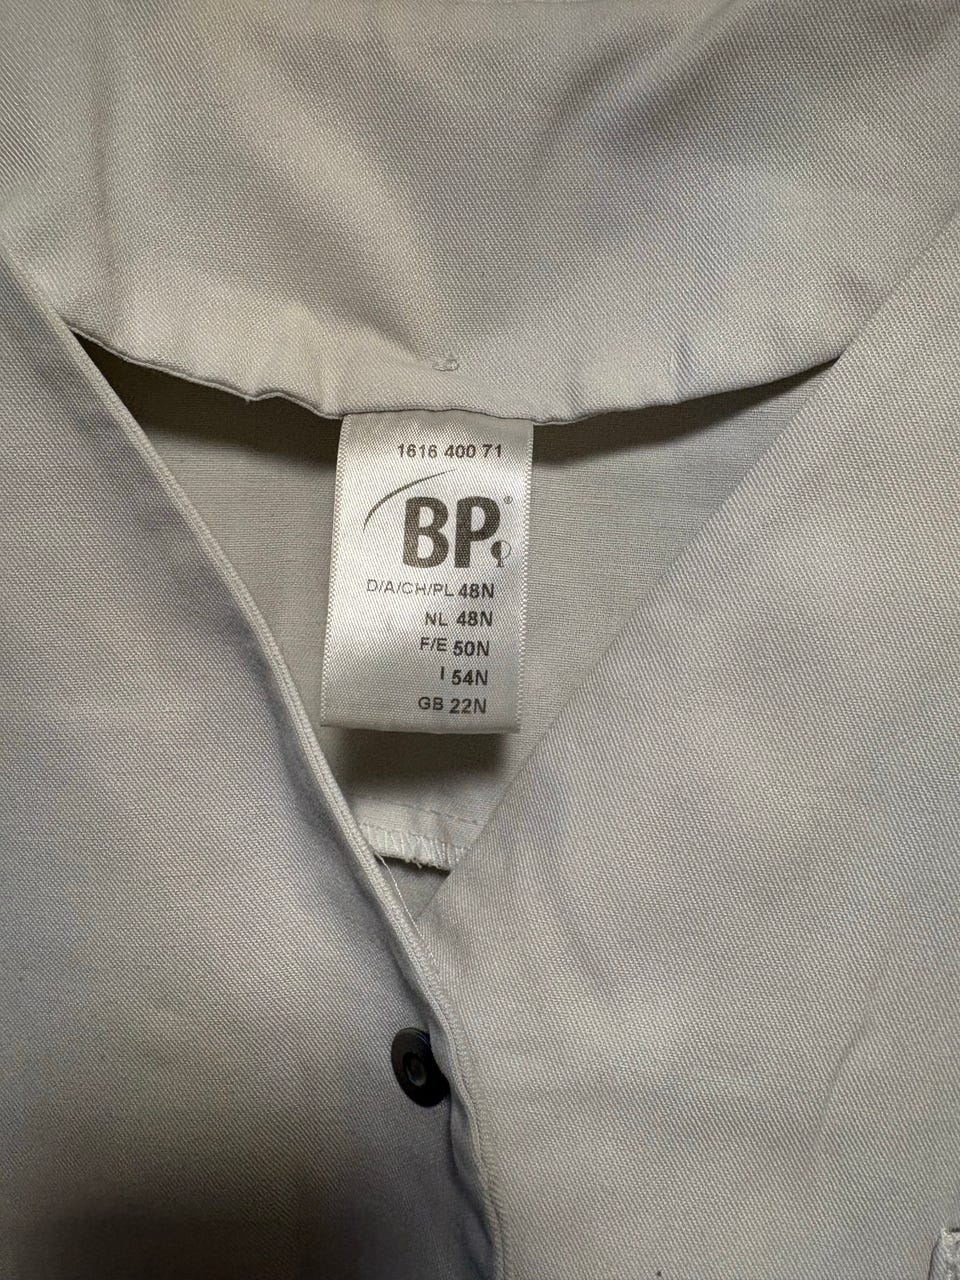 1616 400 71
BP®
D/A/CH/PL 48N
NL 48N
F/E 50N
I 54N
GB 22N